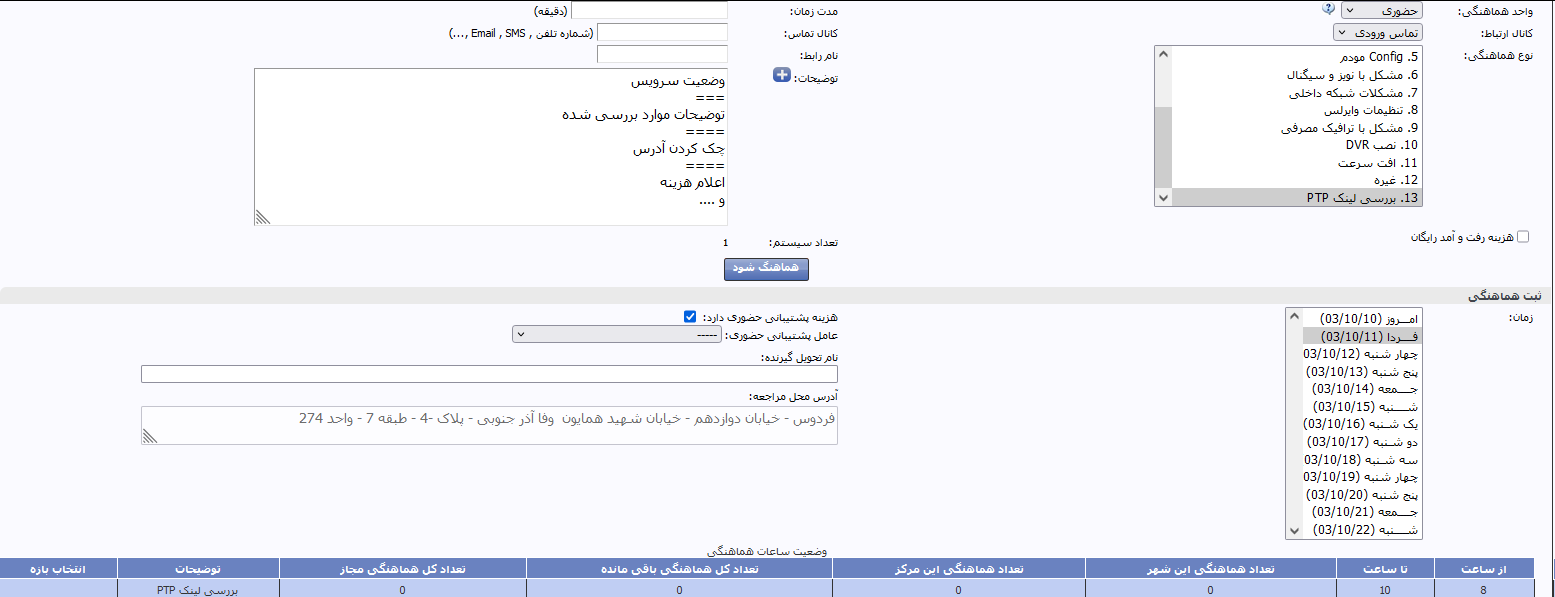 واحد هماهنگی: حضوری
کانال ارتباط: تماس ورودی
نوع هماهنگی:
5. Config مودم
6. مشکل با نویز و سیگنال
7. مشکلات شبکه داخلی
8. تنظیمات وایرلس
9. مشکل با ترافیک مصرفی
10. نصب DVR
11. افت سرعت
12. غیره
13. بررسی لینک PTP
هزینه رفت و آمد رایگان
مدت زمان: (دقیقه)
کانال تماس: (شماره تلفن , Email , SMS ,...)
نام رابط:
توضیحات:
وضعیت سرویس
===
توضیحات موارد بررسی شده
====
چک کردن آدرس
====
اعلام هزینه
و ....
تعداد سیستم: 1
هماهنگ شود
ثبت هماهنگی
زمان:
امـــروز (03/10/10)
فـــردا (03/10/11)
چهار شنبه (03/10/12)
پنج شنبه (03/10/13)
جـــمعه (03/10/14)
شـــنبه (03/10/15)
یک شنبه (03/10/16)
دو شنبه (03/10/17)
سه شـنبه (03/10/18)
چهار شنبه (03/10/19)
پنج شنبه (03/10/20)
جـــمعه (03/10/21)
شـــنبه (03/10/22)
هزینه پشتیبانی حضوری دارد:
عامل پشتیبانی حضوری: -----
نام تحویل گیرنده:
آدرس محل مراجعه:
فردوس - خیابان دوازدهم - خیابان شهید همایون وفا آذر جنوبی - پلاک -4 - طبقه 7 - واحد 274
وضعیت ساعات هماهنگی
از ساعت تا ساعت تعداد هماهنگی این شهر تعداد هماهنگی این مرکز تعداد کل هماهنگی باقی مانده تعداد کل هماهنگی مجاز توضیحات انتخاب بازه
8 10 0 0 0 0 بررسی لینک PTP